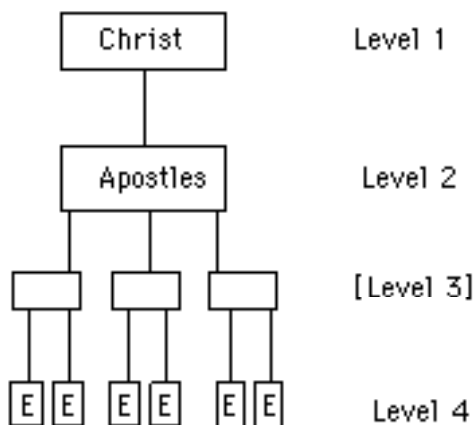 Christ Level 1
Apostles Level 2
[Level 3]
E E E E E E Level 4